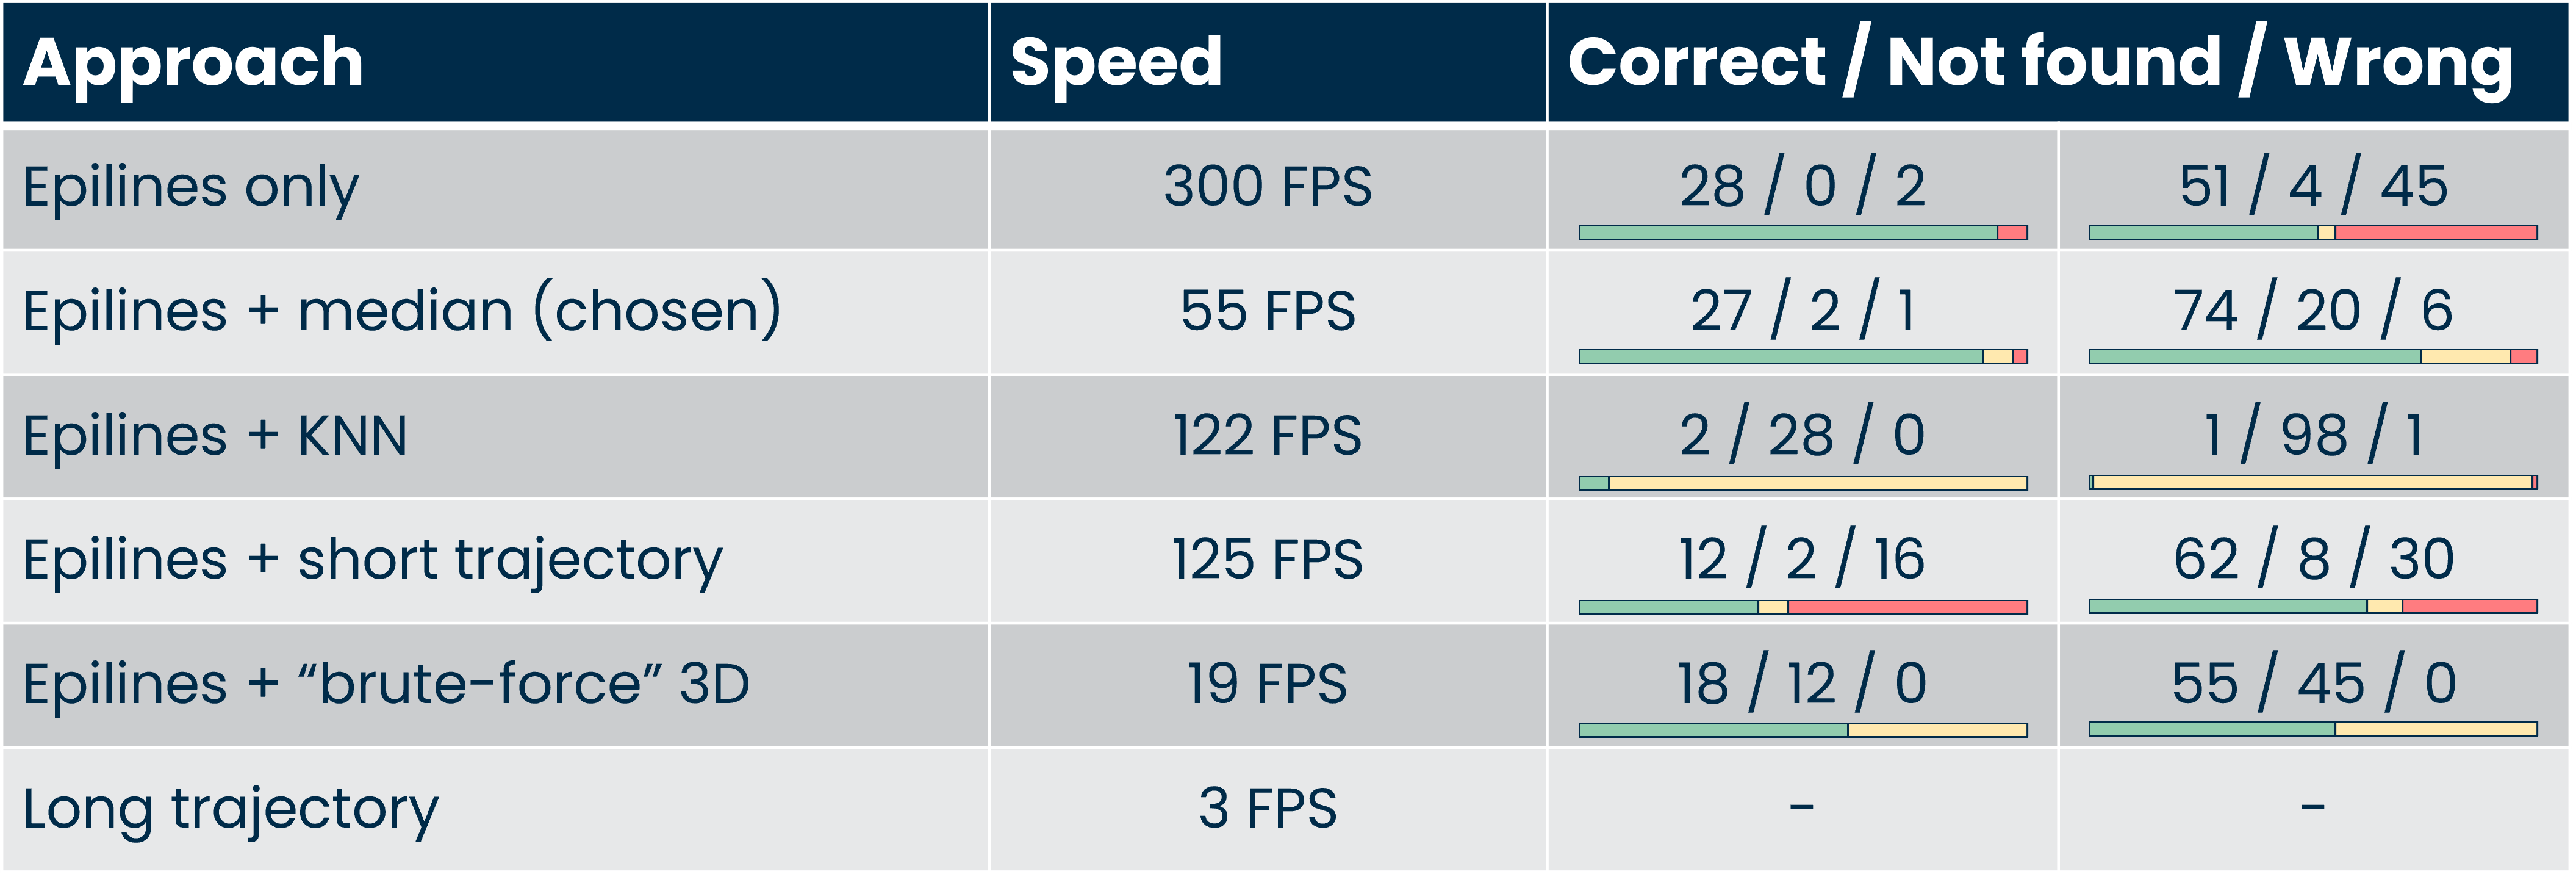 Approach Speed Correct / Not found / Wrong
Epilines only 300 FPS 28 / 0 / 2 51 / 4 / 45
Epilines + median (chosen) 55 FPS 27 / 2 / 1 74 / 20 / 6
Epilines + KNN 122 FPS 2 / 28 / 0 1 / 98 / 1
Epilines + short trajectory 125 FPS 12 / 2 / 16 62 / 8 / 30
Epilines + “brute-force” 3D 19 FPS 18 / 12 / 0 55 / 45 / 0
Long trajectory 3 FPS - -